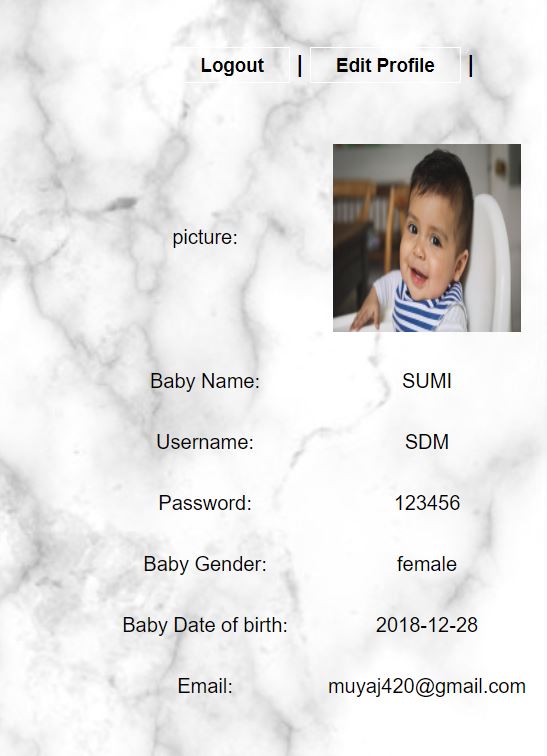 Logout | Edit Profile |
picture:
Baby Name: SUMI
Username: SDM
Password: 123456
Baby Gender: female
Baby Date of birth: 2018-12-28
Email: muyaj420@gmail.com